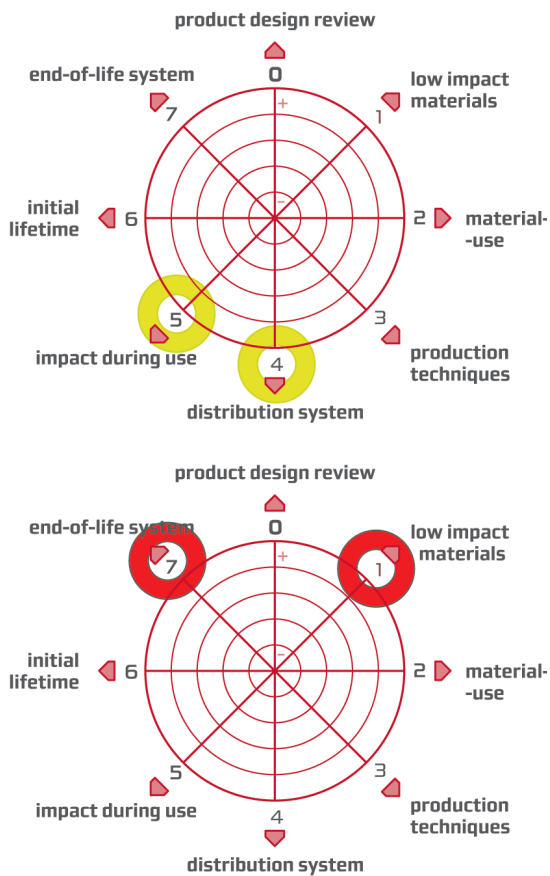 product design review
0
end-of-life system
7
+
low impact
materials
1
initial
lifetime
6
-
2
material-
-use
5
3
impact during use
4
production
techniques
distribution system
product design review
0
end-of-life system
7
+
low impact
materials
1
initial
lifetime
6
-
2
material-
-use
5
3
impact during use
4
production
techniques
distribution system